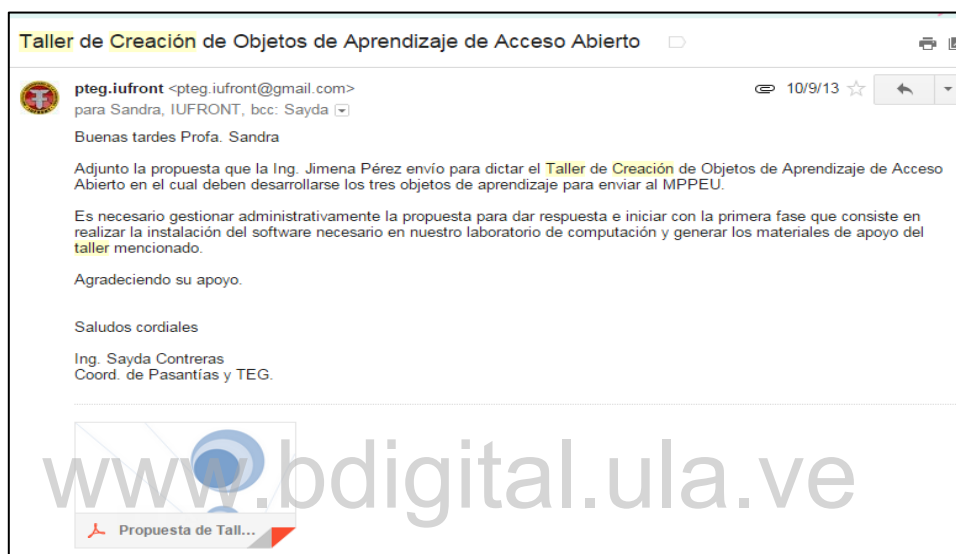 Taller de Creación de Objetos de Aprendizaje de Acceso Abierto
pteg.iufront <pteg.iufront@gmail.com>
10/9/13
para Sandra, IUFRONT, bcc: Sayda
Buenas tardes Profa. Sandra
Adjunto la propuesta que la Ing. Jimena Pérez envío para dictar el Taller de Creación de Objetos de Aprendizaje de Acceso
Abierto en el cual deben desarrollarse los tres objetos de aprendizaje para enviar al MPPEU.
Es necesario gestionar administrativamente la propuesta para dar respuesta e iniciar con la primera fase que consiste en
realizar la instalación del software necesario en nuestro laboratorio de computación y generar los materiales de apoyo del
taller mencionado.
Agradeciendo su apoyo.
Saludos cordiales
Ing. Sayda Contreras
Coord. de Pasantías y TEG.
www.bdigital.ula.ve
Propuesta de Tall...